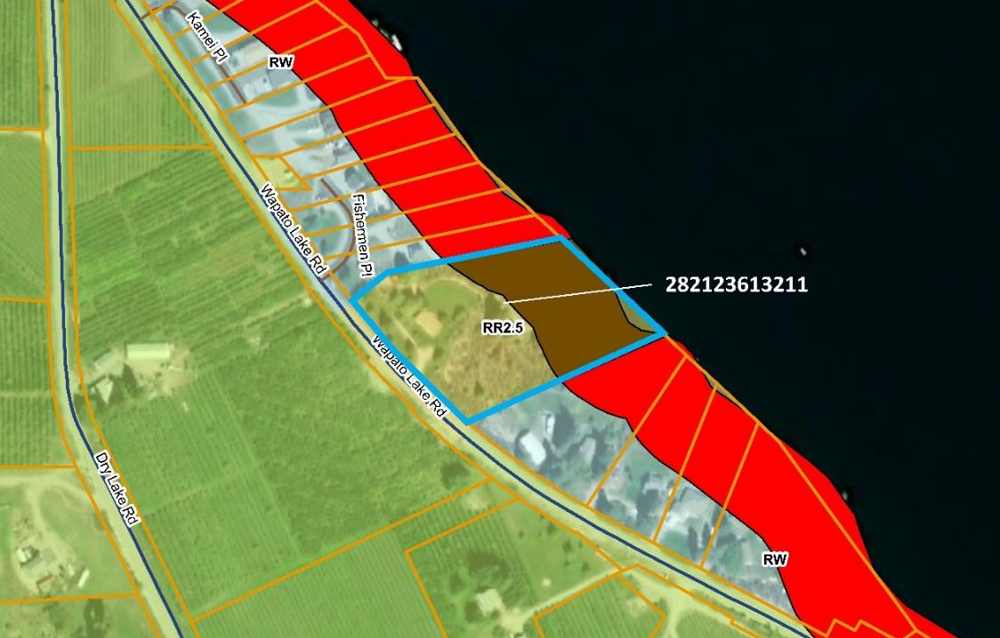 Kamei Pl
RW
Wapato Lake Rd
Fishermen Pl
282123613211
RR2.5
Wapato Lake Rd
Dry Lake Rd
RW